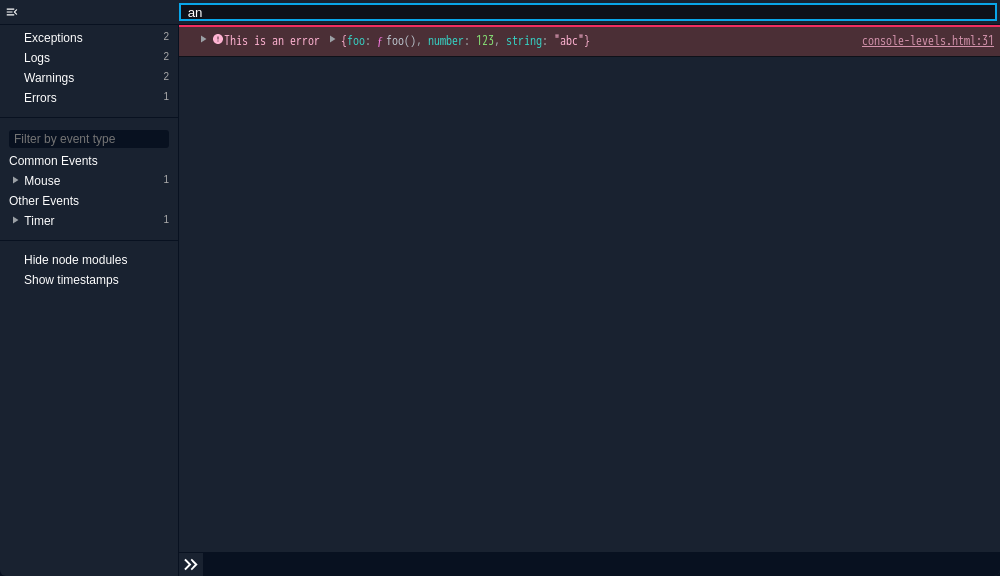 an
Exceptions 2
Logs 2
Warnings 2
Errors 1
Filter by event type
Common Events
Mouse 1
Other Events
Timer 1
Hide node modules
Show timestamps
This is an error {foo: ƒ foo(), number: 123, string: "abc"} console-levels.html:31